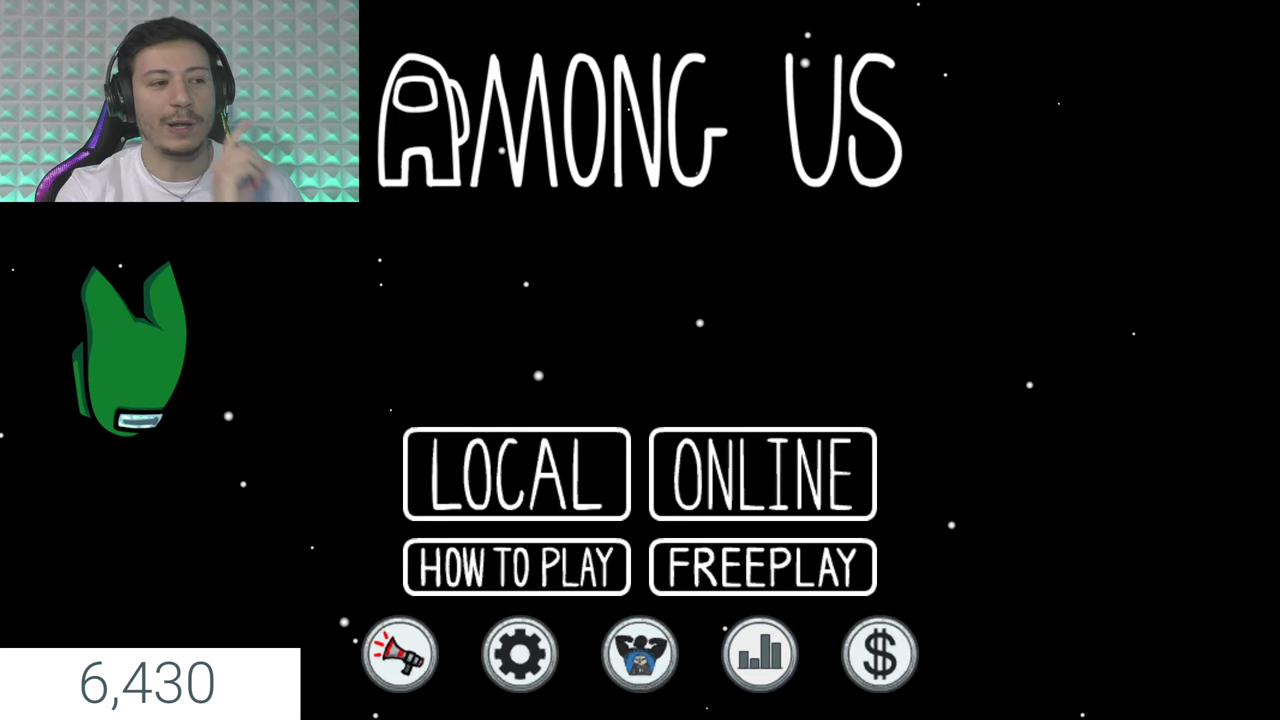 AMONG US
LOCAL
ONLINE
HOW TO PLAY
FREEPLAY
$
6,430